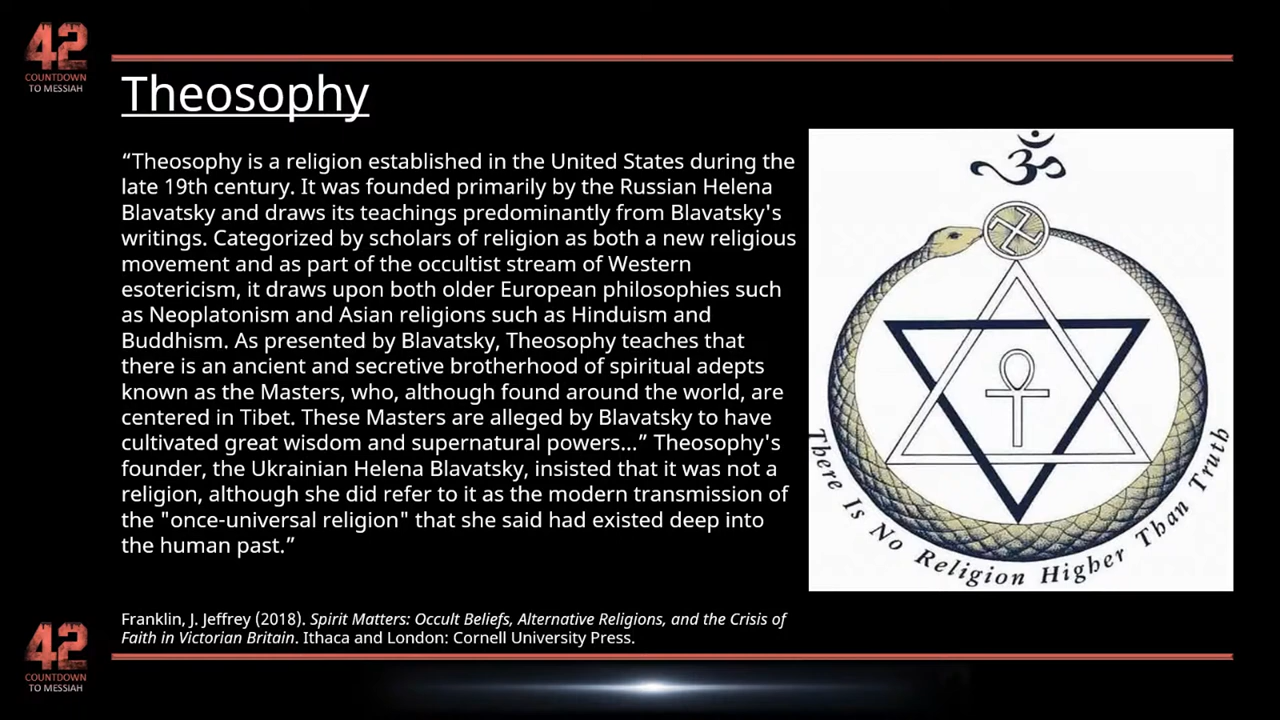 42
COUNTDOWN
TO MESSIAH
Theosophy
“Theosophy is a religion established in the United States during the
late 19th century. It was founded primarily by the Russian Helena
Blavatsky and draws its teachings predominantly from Blavatsky's
writings. Categorized by scholars of religion as both a new religious
movement and as part of the occultist stream of Western
esotericism, it draws upon both older European philosophies such
as Neoplatonism and Asian religions such as Hinduism and
Buddhism. As presented by Blavatsky, Theosophy teaches that
there is an ancient and secretive brotherhood of spiritual adepts
known as the Masters, who, although found around the world, are
centered in Tibet. These Masters are alleged by Blavatsky to have
cultivated great wisdom and supernatural powers...” Theosophy's
founder, the Ukrainian Helena Blavatsky, insisted that it was not a
religion, although she did refer to it as the modern transmission of
the "once-universal religion" that she said had existed deep into
the human past.”
ॐ
There Is No Religion Higher Than Truth
Franklin, J. Jeffrey (2018). Spirit Matters: Occult Beliefs, Alternative Religions, and the Crisis of
Faith in Victorian Britain. Ithaca and London: Cornell University Press.
42
COUNTDOWN
TO MESSIAH